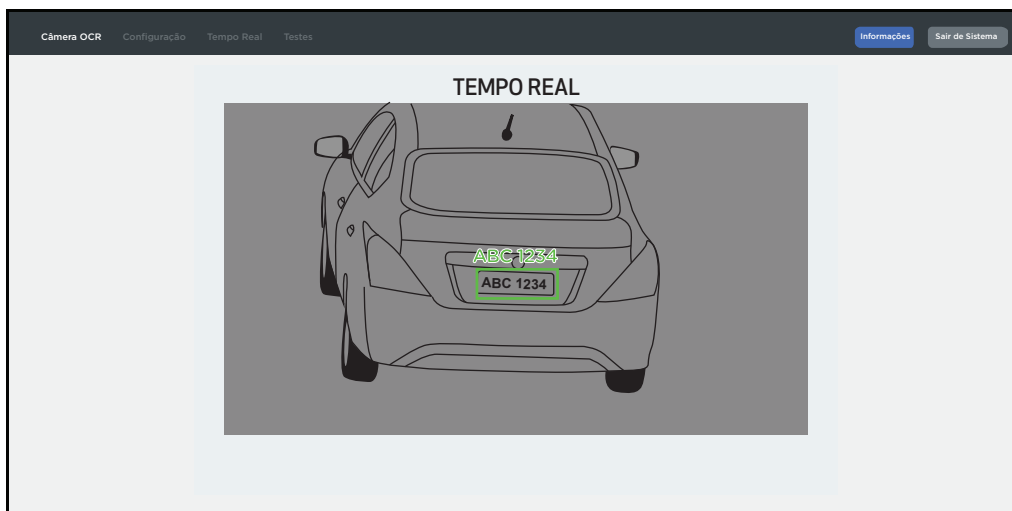 Câmera OCR Configuração Tempo Real Testes Informações Sair de Sistema
TEMPO REAL
ABC 1234
ABC 1234